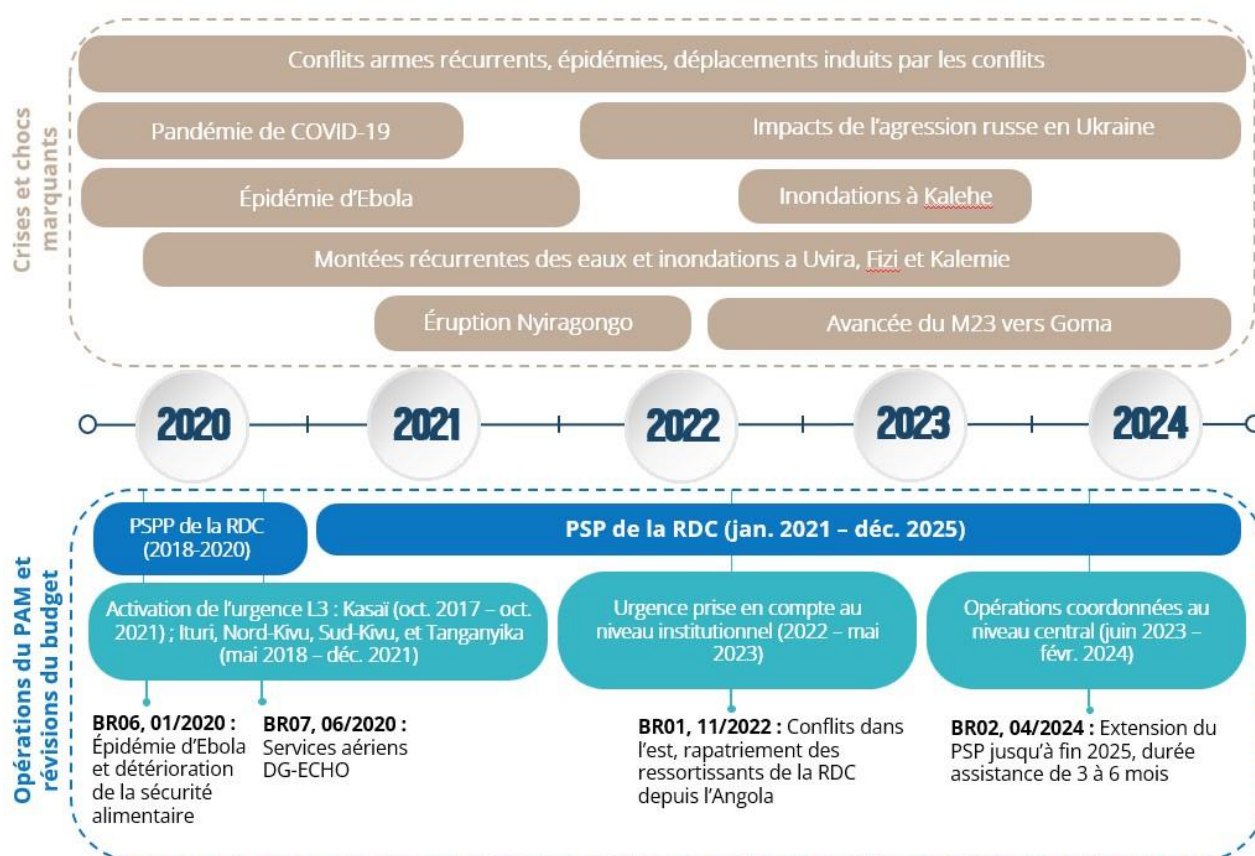 Crises et chocs
marquants
Conflits armes récurrents, épidémies, déplacements induits par les conflits
Pandémie de COVID-19
Impacts de l'agression russe en Ukraine
Épidémie d'Ebola
Inondations à Kalehe
Montées récurrentes des eaux et inondations a Uvira, Fizi et Kalemie
Éruption Nyiragongo
Avancée du M23 vers Goma
2020
2021
2022
2023
2024
Opérations du PAM et
révisions du budget
PSPP de la RDC
(2018-2020)
PSP de la RDC (jan. 2021 – déc. 2025)
Activation de l'urgence L3 : Kasaï (oct. 2017 – oct.
2021) ; Ituri, Nord-Kivu, Sud-Kivu, et Tanganyika
(mai 2018 – déc. 2021)
Urgence prise en compte au
niveau institutionnel (2022 – mai
2023)
Opérations coordonnées au
niveau central (juin 2023 –
févr. 2024)
BR06, 01/2020 :
Épidémie d'Ebola
et détérioration
de la sécurité
alimentaire
BR07, 06/2020 :
Services aériens
DG-ECHO
BR01, 11/2022 : Conflits dans
l'est, rapatriement des
ressortissants de la RDC
depuis l'Angola
BR02, 04/2024 : Extension du
PSP jusqu'à fin 2025, durée
assistance de 3 à 6 mois